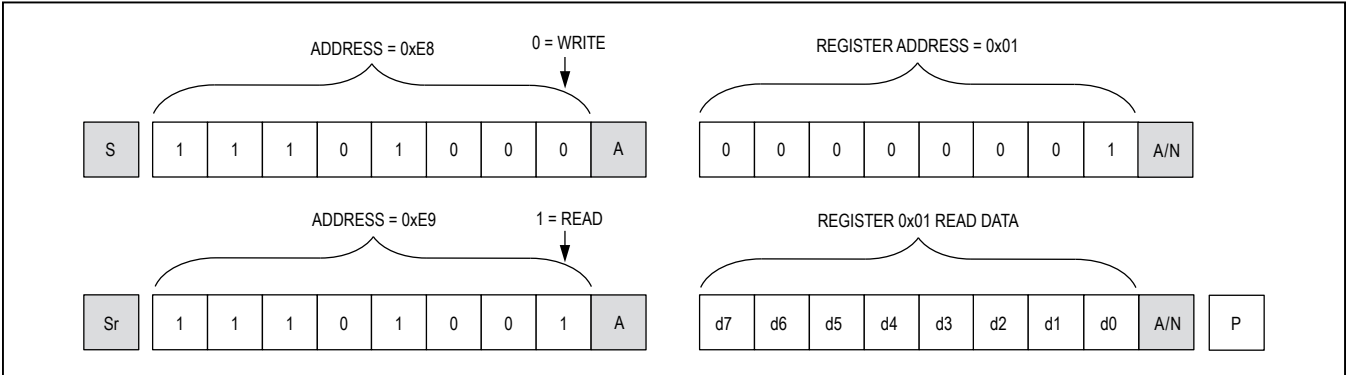 ADDRESS = 0xE8 0 = WRITE REGISTER ADDRESS = 0x01
S 1 1 1 0 1 0 0 0 A 0 0 0 0 0 0 0 1 A/N
ADDRESS = 0xE9 1 = READ REGISTER 0x01 READ DATA
Sr 1 1 1 0 1 0 0 1 A d7 d6 d5 d4 d3 d2 d1 d0 A/N P